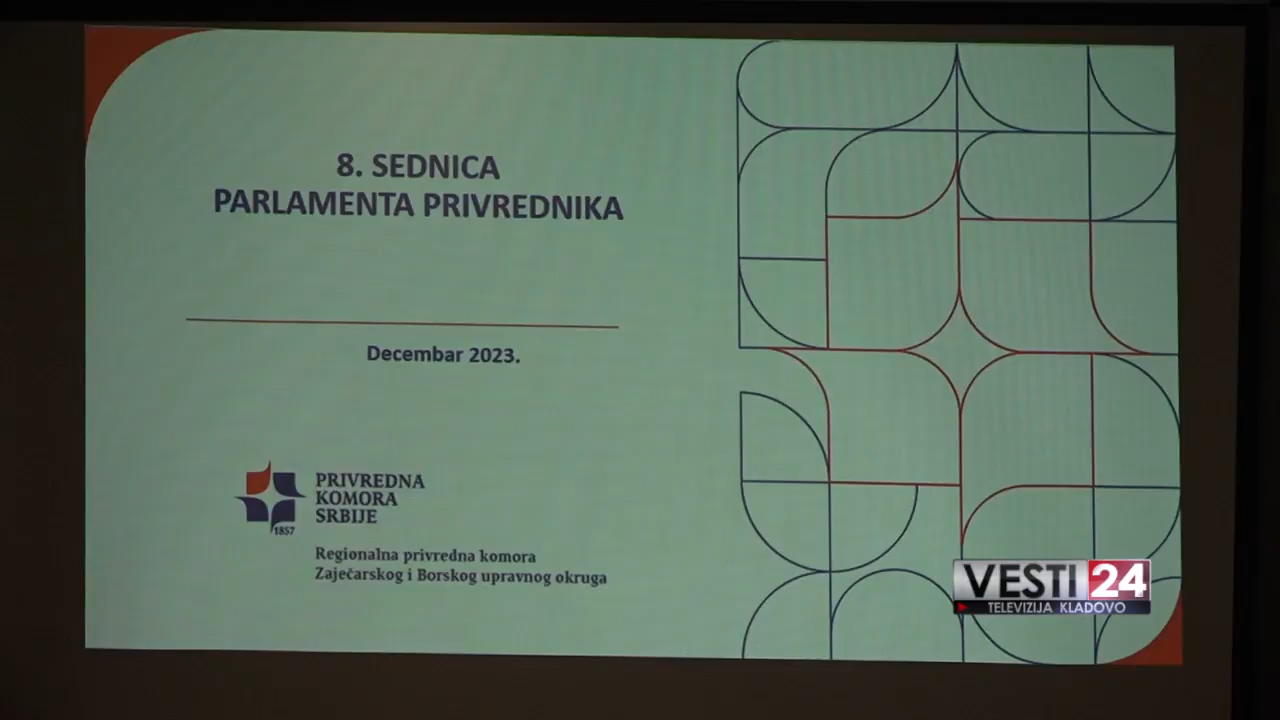 8. SEDNICA
PARLAMENTA PRIVREDNIKA
Decembar 2023.
PRIVREDNA
KOMORA
SRBIJE
1857
Regionalna privredna komora
Zaječarskog i Borskog upravnog okruga
VESTI 24
TELEVIZIJA KLADOVO